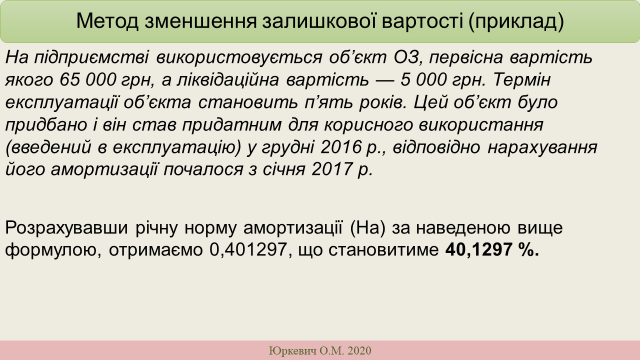 Метод зменшення залишкової вартості (приклад)
На підприємстві використовується об’єкт ОЗ, первісна вартість
якого 65 000 грн, а ліквідаційна вартість — 5 000 грн. Термін
експлуатації об’єкта становить п’ять років. Цей об’єкт було
придбано і він став придатним для корисного використання
(введений в експлуатацію) у грудні 2016 р., відповідно нарахування
його амортизації почалося з січня 2017 р.
Розрахувавши річну норму амортизації (На) за наведеною вище
формулою, отримаємо 0,401297, що становитиме 40,1297 %.
Юркевич О.М. 2020